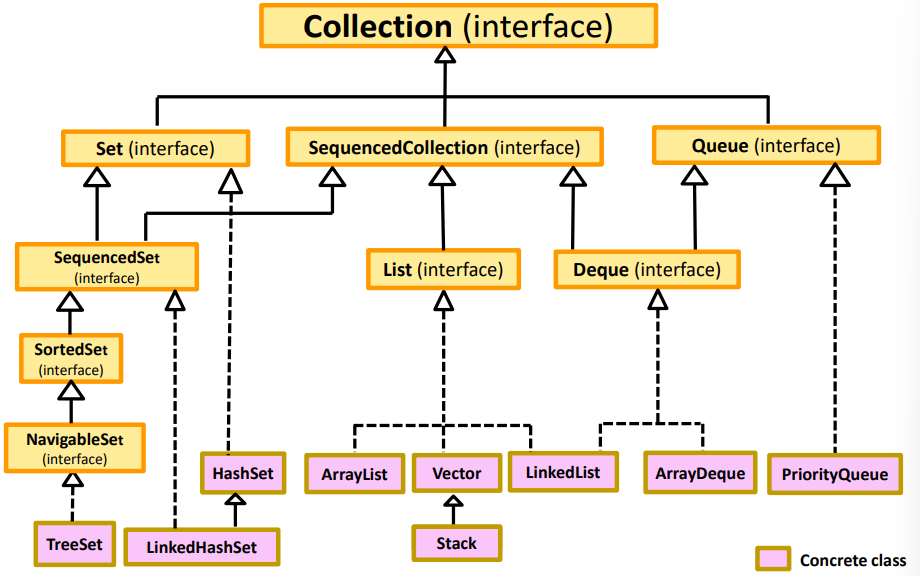 Collection (interface)
Set (interface)
SequencedCollection (interface)
Queue (interface)
SequencedSet
(interface)
List (interface)
Deque (interface)
SortedSet
(interface)
NavigableSet
(interface)
HashSet
ArrayList
Vector
LinkedList
ArrayDeque
PriorityQueue
TreeSet
LinkedHashSet
Stack
Concrete class